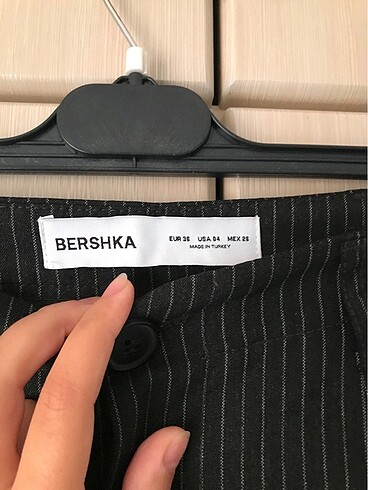 BERSHKA
EUR 36 USA 04 MEX 26
MADE IN TURKEY